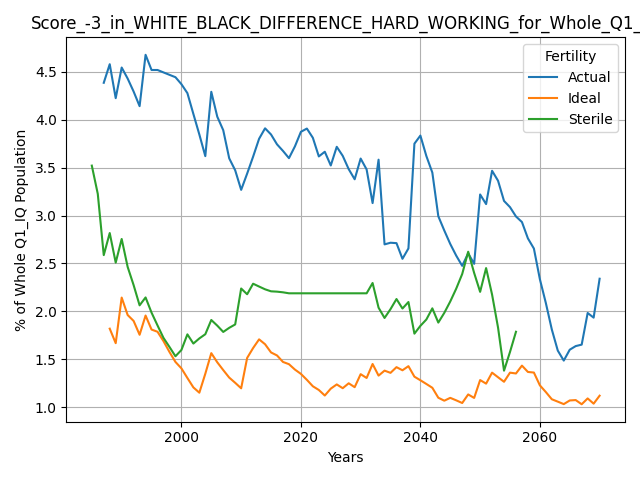 Score_-3_in_WHITE_BLACK_DIFFERENCE_HARD_WORKING_for_Whole_Q1_
Fertility
Actual
Ideal
Sterile
% of Whole Q1_IQ Population
4.5
4.0
3.5
3.0
2.5
2.0
1.5
1.0
2000
2020
2040
2060
Years